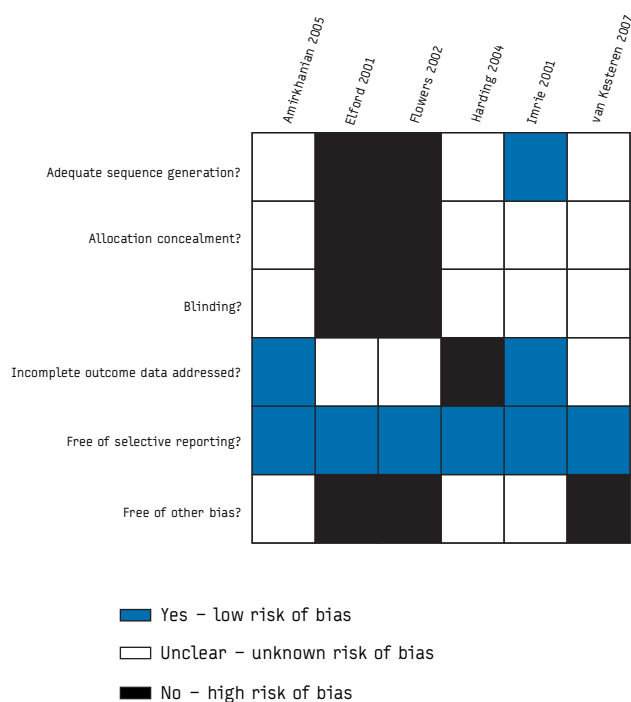 Amirkhanian 2005
Elford 2001
Flowers 2002
Harding 2004
Imrie 2001
van Kesteren 2007
Adequate sequence generation?
Allocation concealment?
Blinding?
Incomplete outcome data addressed?
Free of selective reporting?
Free of other bias?
Yes – low risk of bias
Unclear – unknown risk of bias
No – high risk of bias